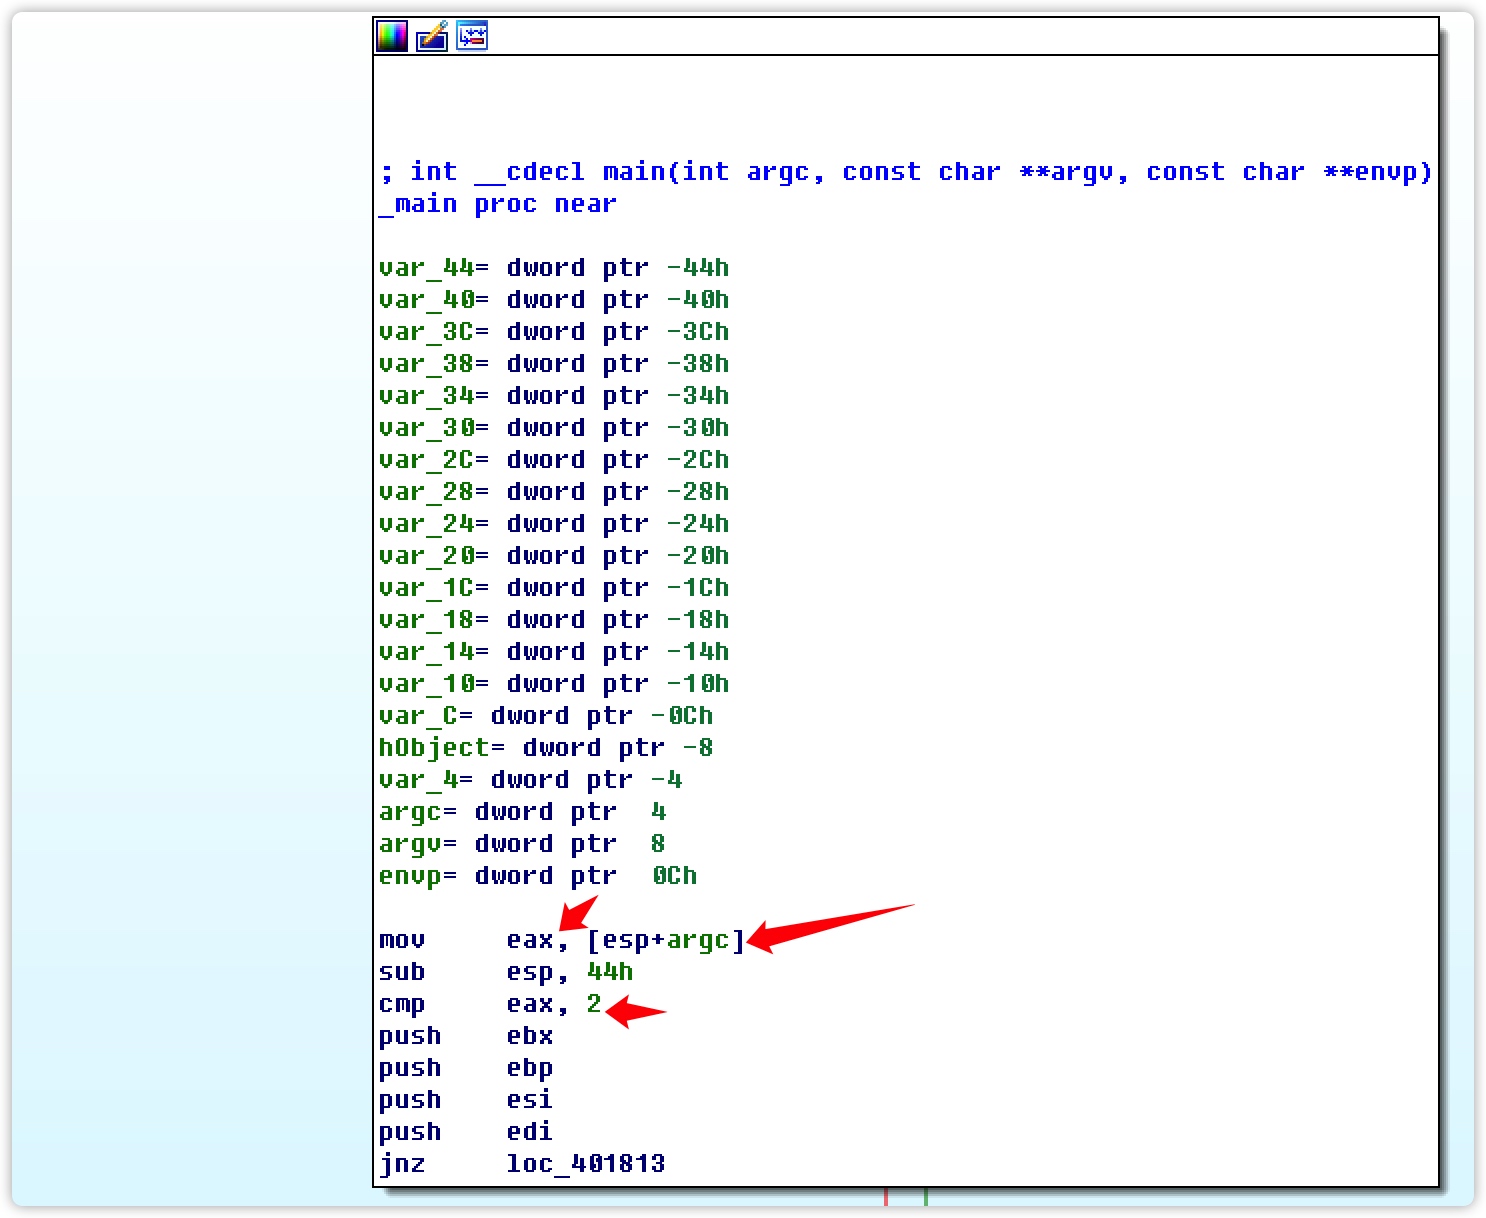 ; int __cdecl main(int argc, const char **argv, const char **envp)
_main proc near
var_44= dword ptr -44h
var_40= dword ptr -40h
var_3C= dword ptr -3Ch
var_38= dword ptr -38h
var_34= dword ptr -34h
var_30= dword ptr -30h
var_2C= dword ptr -2Ch
var_28= dword ptr -28h
var_24= dword ptr -24h
var_20= dword ptr -20h
var_1C= dword ptr -1Ch
var_18= dword ptr -18h
var_14= dword ptr -14h
var_10= dword ptr -10h
var_C= dword ptr -0Ch
hObject= dword ptr -8
var_4= dword ptr -4
argc= dword ptr  4
argv= dword ptr  8
envp= dword ptr  0Ch
mov     eax, [esp+argc]
sub     esp, 44h
cmp     eax, 2
push    ebx
push    ebp
push    esi
push    edi
jnz     loc_401813